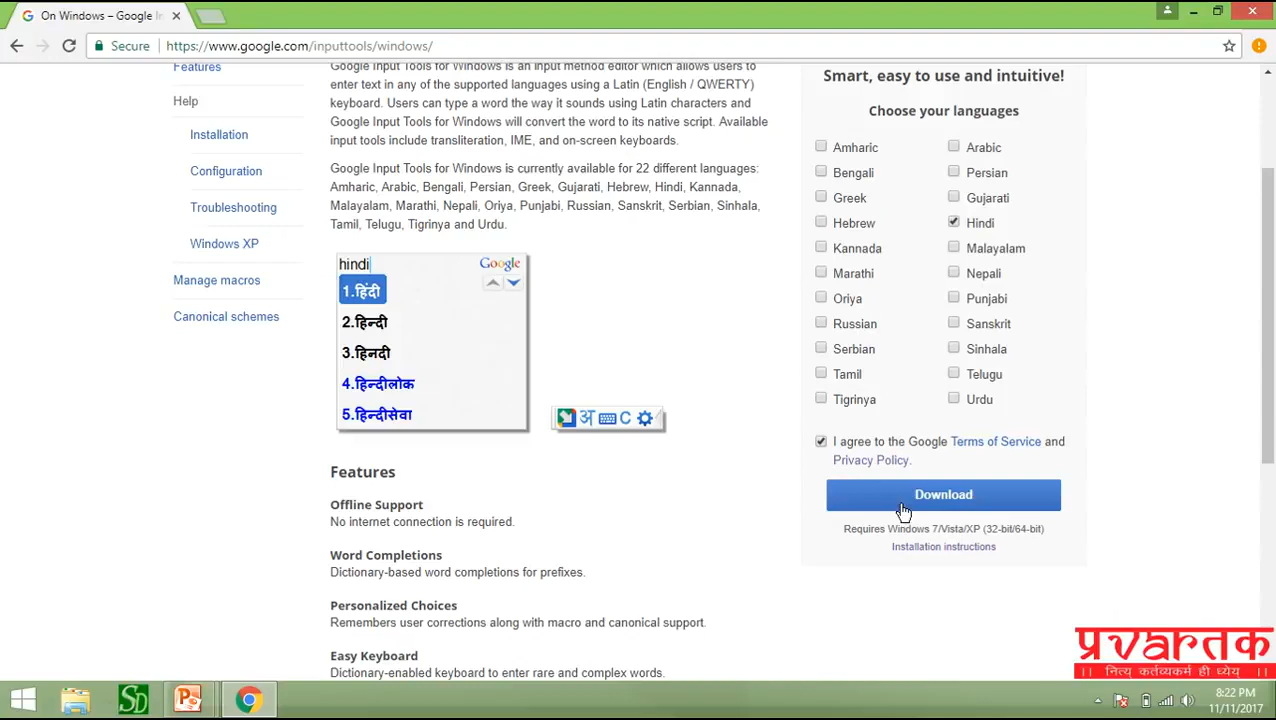 On Windows – Google In
Secure
https://www.google.com/inputtools/windows/
Features
Help
Installation
Configuration
Troubleshooting
Windows XP
Manage macros
Canonical schemes
Google Input Tools for Windows is an input method editor which allows users to
enter text in any of the supported languages using a Latin (English / QWERTY)
keyboard. Users can type a word the way it sounds using Latin characters and
Google Input Tools for Windows will convert the word to its native script. Available
input tools include transliteration, IME, and on-screen keyboards.
Google Input Tools for Windows is currently available for 22 different languages:
Amharic, Arabic, Bengali, Persian, Greek, Gujarati, Hebrew, Hindi, Kannada,
Malayalam, Marathi, Nepali, Oriya, Punjabi, Russian, Sanskrit, Serbian, Sinhala,
Tamil, Telugu, Tigrinya and Urdu.
hindi
Google
1.हिंदी
2.हिन्दी
3.हिनदी
4.हिन्दीलोक
5.हिन्दीसेवा
अ C
Features
Offline Support
No internet connection is required.
Word Completions
Dictionary-based word completions for prefixes.
Personalized Choices
Remembers user corrections along with macro and canonical support.
Easy Keyboard
Dictionary-enabled keyboard to enter rare and complex words.
Smart, easy to use and intuitive!
Choose your languages
Amharic Arabic
Bengali Persian
Greek Gujarati
Hebrew Hindi
Kannada Malayalam
Marathi Nepali
Oriya Punjabi
Russian Sanskrit
Serbian Sinhala
Tamil Telugu
Tigrinya Urdu
I agree to the Google Terms of Service and
Privacy Policy.
Download
Requires Windows 7/Vista/XP (32-bit/64-bit)
Installation instructions
प्रवर्तक
।। नित्य कर्तव्यकर्म ही ध्येय ।।
SD
8:22 PM
11/11/2017